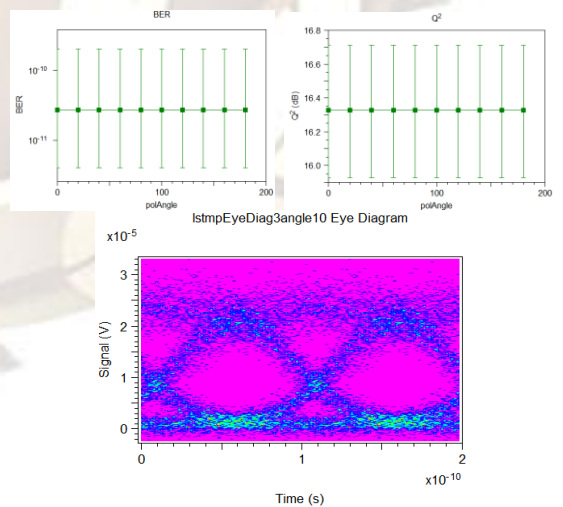 BER
BER
10⁻¹⁰
10⁻¹¹
0 100 200
polAngle
Q²
Q² (dB)
16.8
16.6
16.4
16.2
16.0
0 100 200
polAngle
lstmpEyeDiag3angle10 Eye Diagram
x10⁻⁵
Signal (V)
3
2
1
0
0 1 2
x10⁻¹⁰
Time (s)